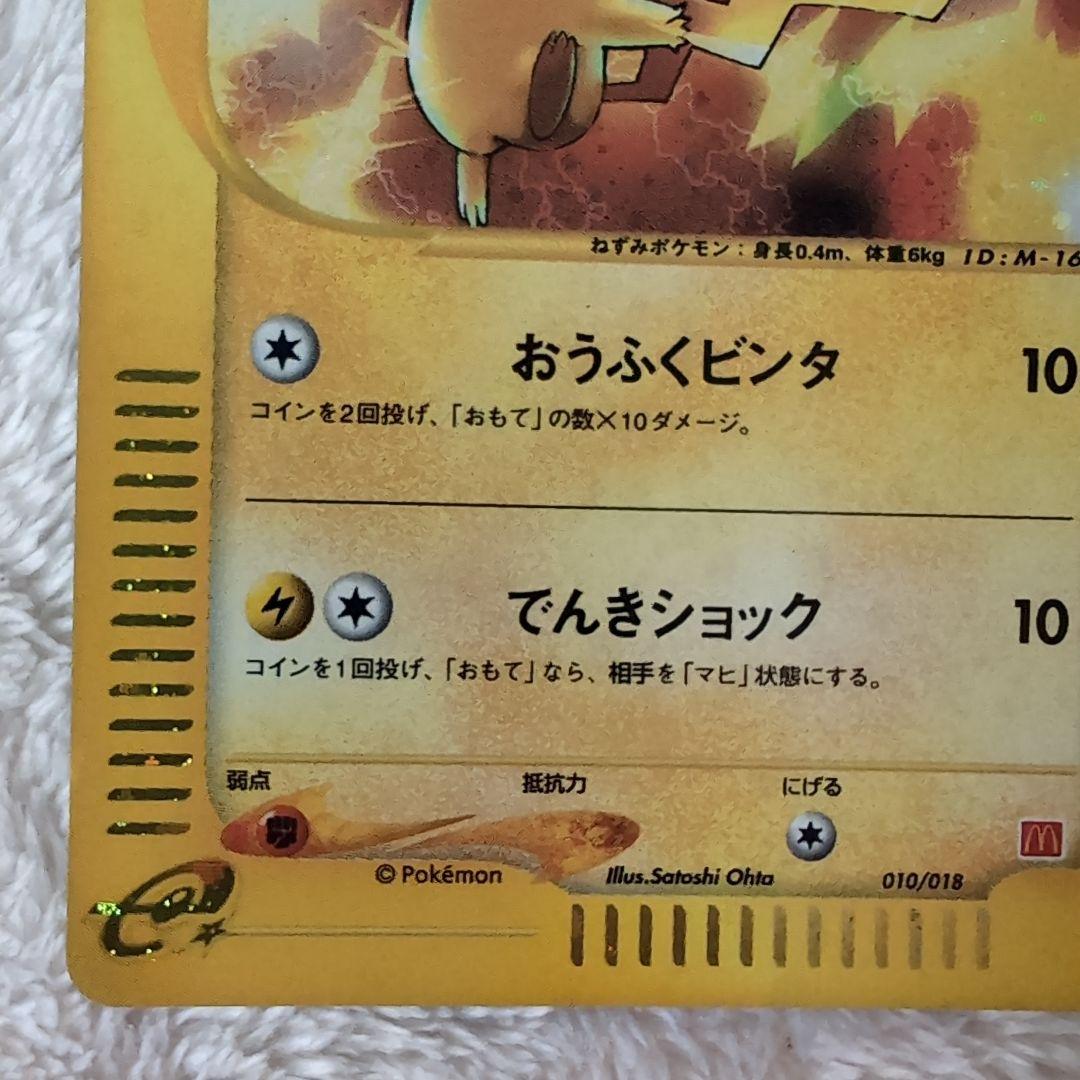 ねずみポケモン：身長0.4m、体重6kg ID:M-16
おうふくビンタ 10
コインを2回投げ、「おもて」の数×10ダメージ。
でんきショック 10
コインを1回投げ、「おもて」なら、相手を「マヒ」状態にする。
弱点 抵抗力 にげる
©Pokémon Illus.Satoshi Ohta 010/018